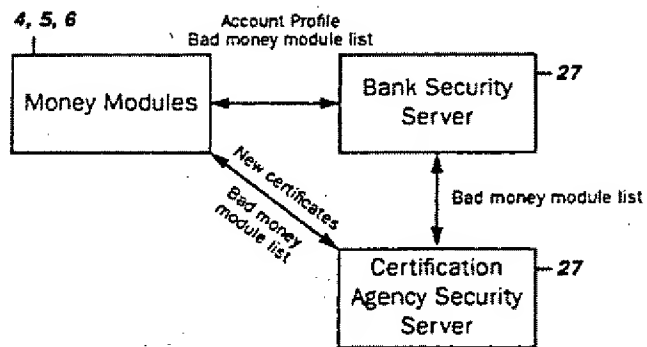 4, 5, 6
Account Profile
Bad money module list
Money Modules
Bank Security
Server
27
New certificates
Bad money
module list
Bad money module list
Certification
Agency Security
Server
27